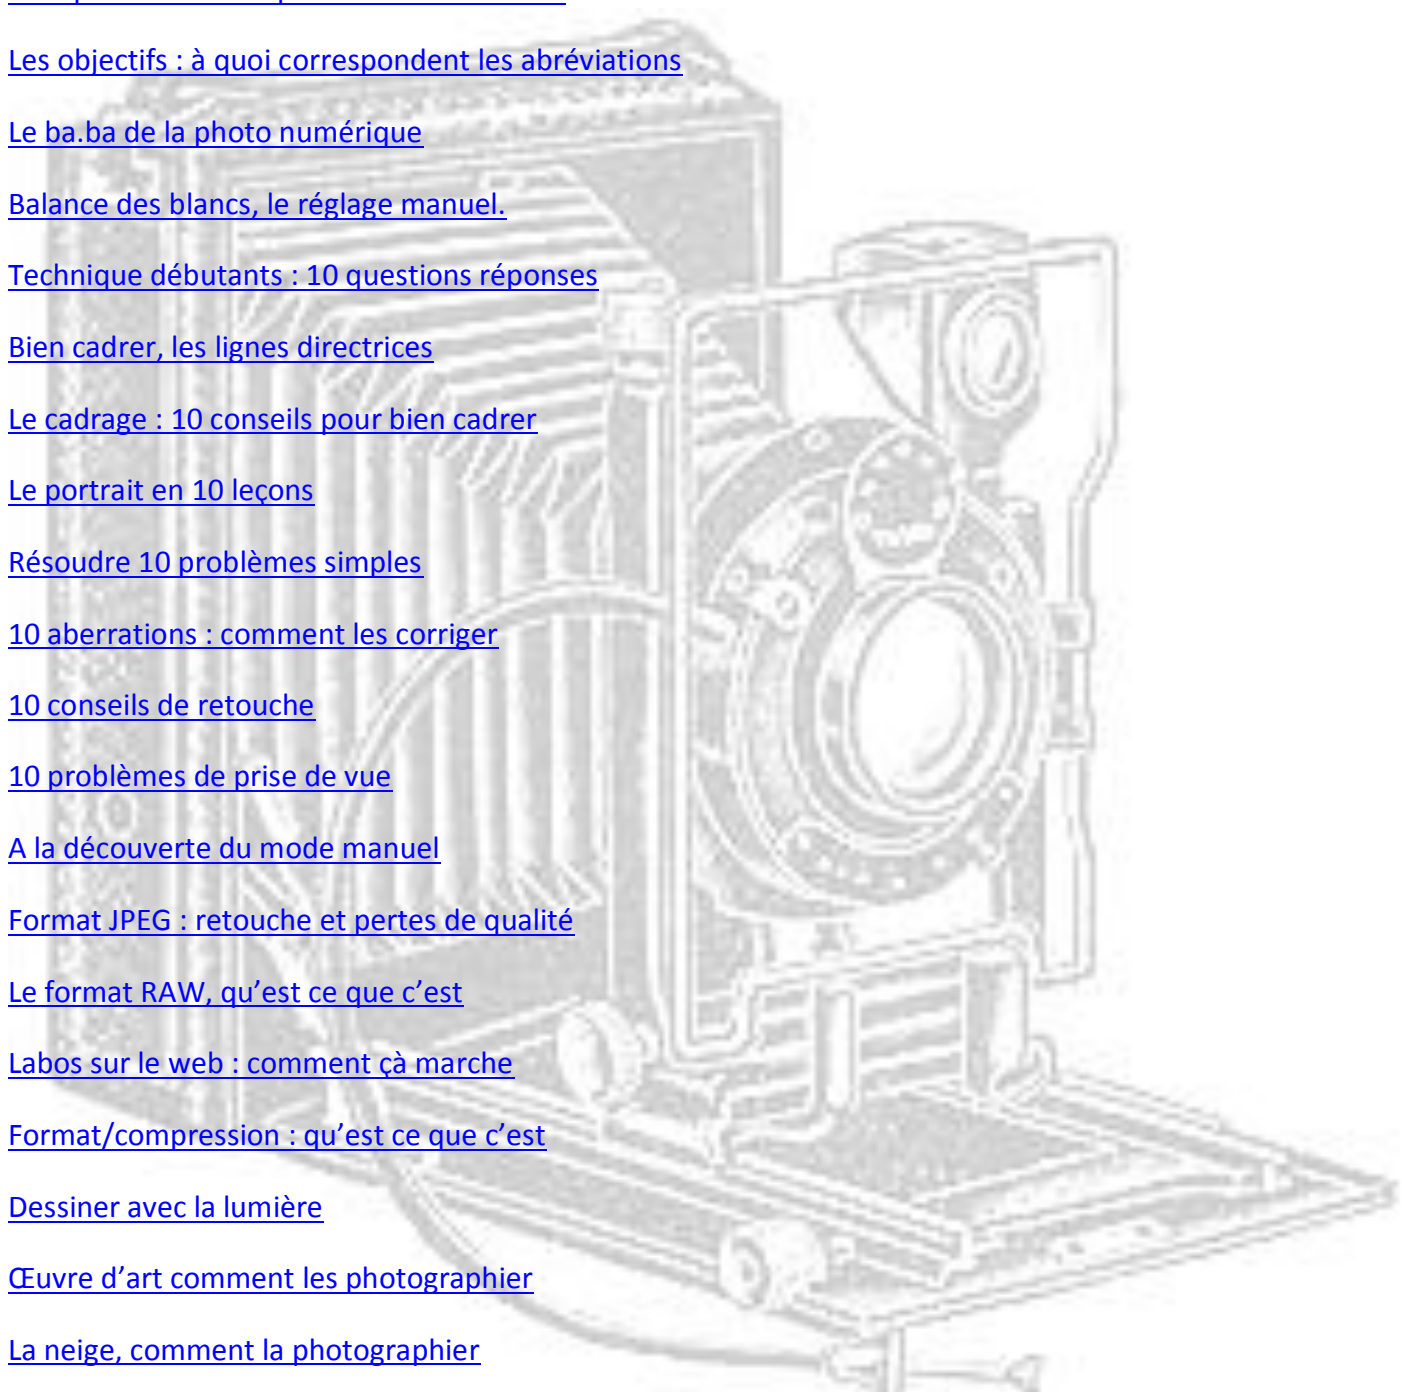 Les objectifs : à quoi correspondent les abréviations
Le ba.ba de la photo numérique
Balance des blancs, le réglage manuel.
Technique débutants : 10 questions réponses
Bien cadrer, les lignes directrices
Le cadrage : 10 conseils pour bien cadrer
Le portrait en 10 leçons
Résoudre 10 problèmes simples
10 aberrations : comment les corriger
10 conseils de retouche
10 problèmes de prise de vue
A la découverte du mode manuel
Format JPEG : retouche et pertes de qualité
Le format RAW, qu’est ce que c’est
Labos sur le web : comment çà marche
Format/compression : qu’est ce que c’est
Dessiner avec la lumière
Œuvre d’art comment les photographier
La neige, comment la photographier